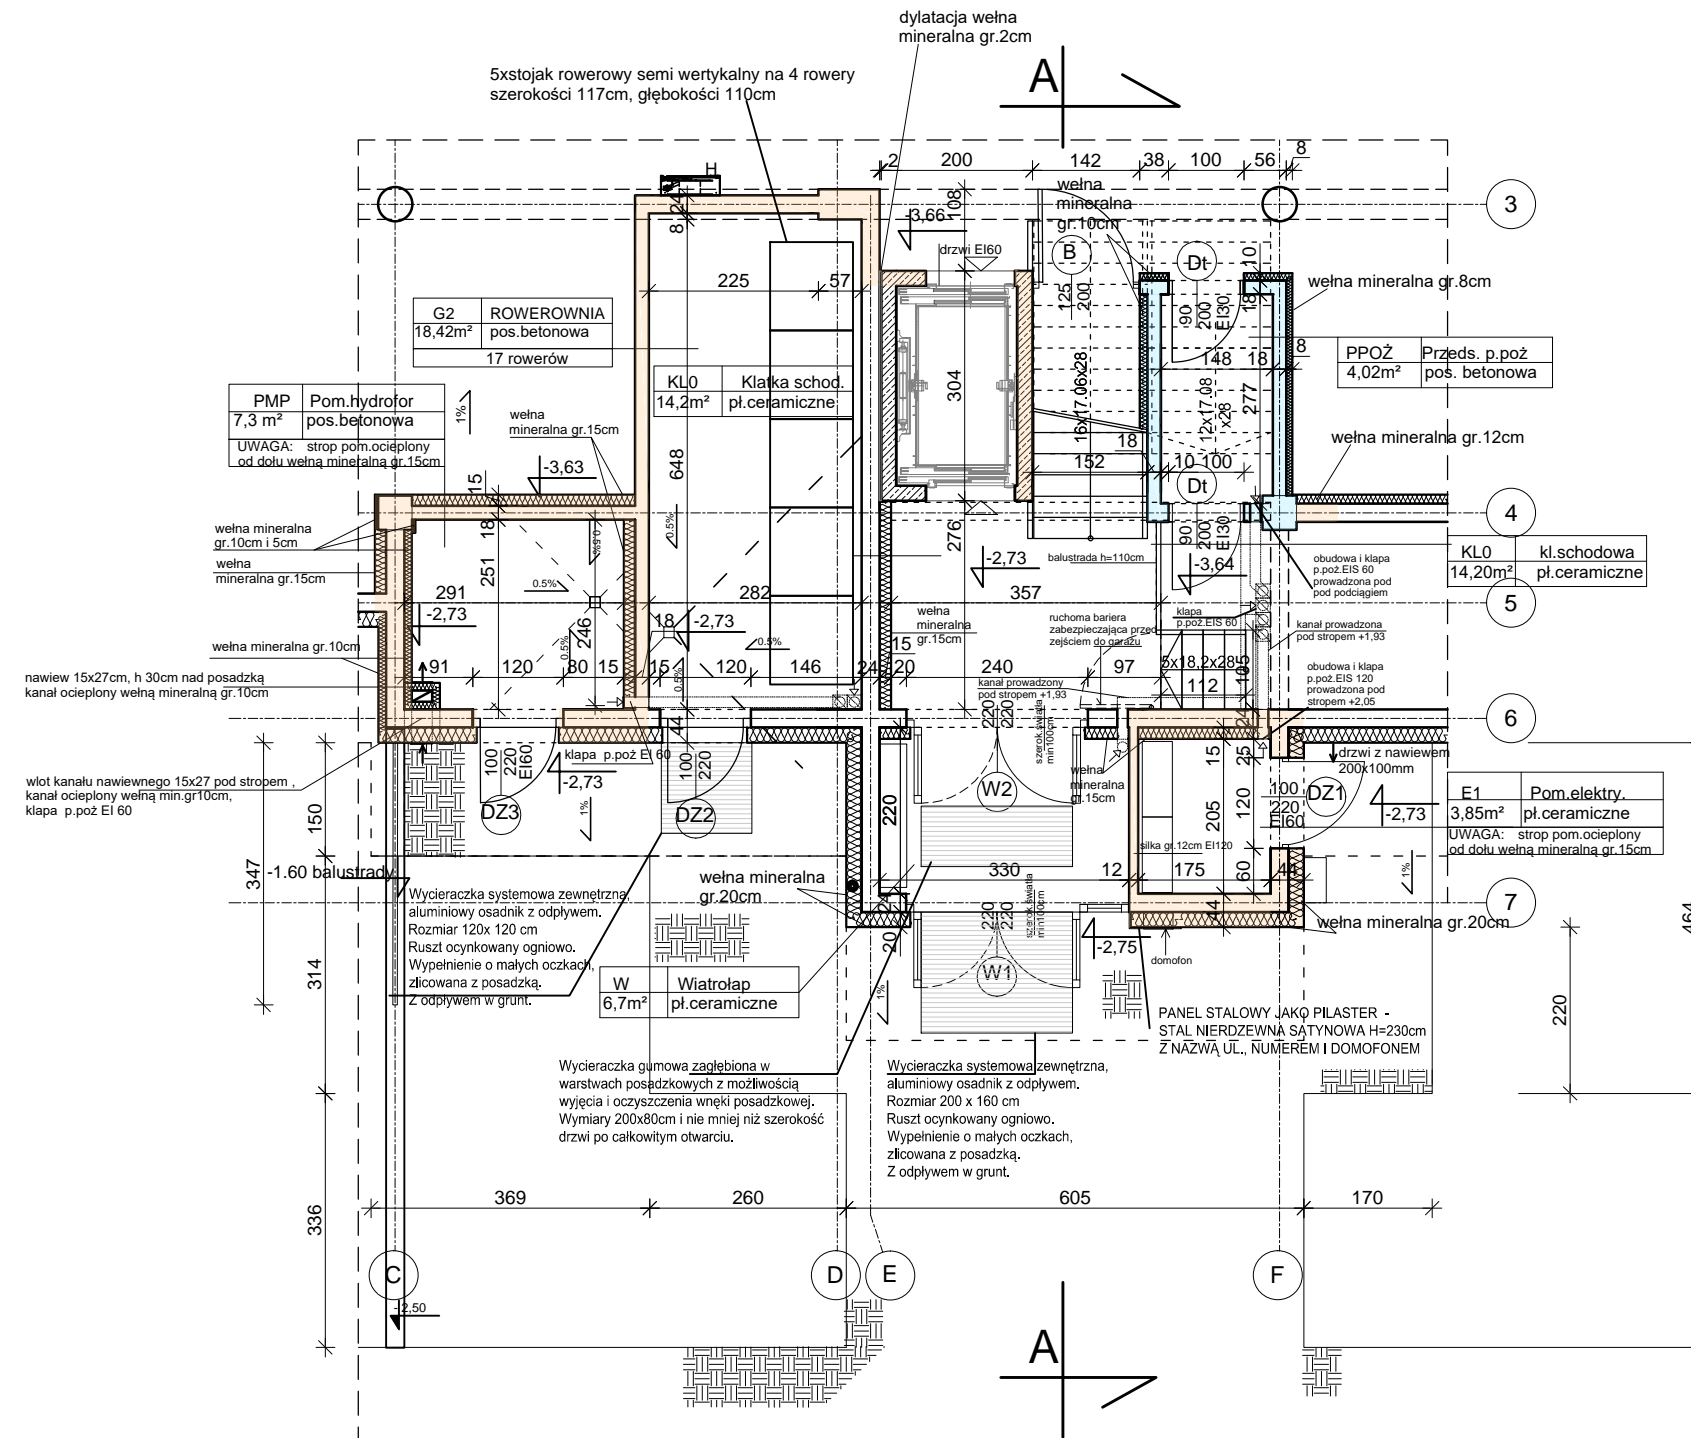 dylatacja wełna
mineralna gr.2cm
5xstojak rowerowy semi wertykalny na 4 rowery
szerokości 117cm, głębokości 110cm
A
H
2 200 142 38 100 56 8
24
8
108
-3,66
wełna
mineralna
gr.10cm
3
drzwi EI60
B
125
200
Dt
10
18
90
200
EI30
wełna mineralna gr.8cm
225 57
G2 ROWEROWNIA
18,42m² pos.betonowa
17 rowerów
KL0 Klatka schod.
14,2m² pł.ceramiczne
PMP Pom.hydrofor
7,3 m² pos.betonowa
UWAGA: strop pom.ocieplony
od dołu wełną mineralną gr.15cm
1%
wełna
mineralna gr.15cm
304
16x17.06x28
148 18 8
12x17.08
x28
277
PPOŻ Przeds. p.poż
4,02m² pos. betonowa
wełna mineralna gr.12cm
18
152 10 100
Dt
-3,63
15
18
648
0.5%
0.5%
4
wełna mineralna
gr.10cm i 5cm
wełna
mineralna gr.15cm
251
276
90
200
EI30
-2,73
balustrada h=110cm
-3,64
obudowa i klapa
p.poż.EIS 60
prowadzona pod
pod podciągiem
KL0 kl.schodowa
14,20m² pł.ceramiczne
0.5%
291 282 357
5
-2,73
246
0.5%
18
-2,73
0.5%
wełna
mineralna
gr.15cm
ruchoma bariera
zabezpieczająca przed
zejściem do garażu
klapa
p.poż.EIS 60
kanał prowadzona
pod stropem +1,93
wełna mineralna gr.10cm
15
91 120 80 15 15 120 146 24 20 240 97
5x18,2x28
112
105
0.5%
kanał prowadzony
pod stropem +1,93
obudowa i klapa
p.poż.EIS 120
prowadzona pod
stropem +2,05
nawiew 15x27cm, h 30cm nad posadzką
kanał ocieplony wełną mineralną gr.10cm
44
24
6
220
220
szerok.światła
min100cm
wełna
mineralna
gr.15cm
15
25
drzwi z nawiewem
200x100mm
100
220
EI60
klapa p.poż EI 60
-2,73
100
220
wlot kanału nawiewnego 15x27 pod stropem ,
kanał ocieplony wełną min.gr10cm,
klapa p.poż EI 60
DZ3
DZ2
1%
W2
220
205
120
100
220
EI60
DZ1
-2,73
E1 Pom.elektry.
3,85m² pł.ceramiczne
UWAGA: strop pom.ocieplony
od dołu wełną mineralną gr.15cm
silka gr.12cm EI120
150
347
-1.60 balustrady
wełna mineralna
gr.20cm
330 12 175 44
60
1%
Wycieraczka systemowa zewnętrzna,
aluminiowy osadnik z odpływem.
Rozmiar 120x 120 cm
Ruszt ocynkowany ogniowo.
Wypełnienie o małych oczkach,
zlicowana z posadzką.
Z odpływem w grunt.
24
20
220
220
szerok.światła
min100cm
44
7
wełna mineralna gr.20cm
464
-2,75
domofon
314
W Wiatrołap
6,7m² pł.ceramiczne
W1
1%
220
PANEL STALOWY JAKO PILASTER -
STAL NIERDZEWNA SATYNOWA H=230cm
Z NAZWĄ UL., NUMEREM I DOMOFONEM
Wycieraczka gumowa zagłębiona w
warstwach posadzkowych z możliwością
wyjęcia i oczyszczenia wnęki posadzkowej.
Wymiary 200x80cm i nie mniej niż szerokość
drzwi po całkowitym otwarciu.
Wycieraczka systemowa zewnętrzna,
aluminiowy osadnik z odpływem.
Rozmiar 200 x 160 cm
Ruszt ocynkowany ogniowo.
Wypełnienie o małych oczkach,
zlicowana z posadzką.
Z odpływem w grunt.
369 260 605 170
336
C D E F
-2,50
A